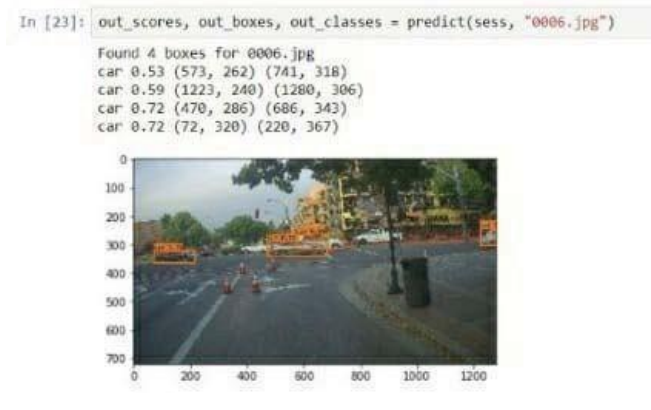 In [23]: out_scores, out_boxes, out_classes = predict(sess, "0006.jpg")
Found 4 boxes for 0006.jpg
car 0.53 (573, 262) (741, 318)
car 0.59 (1223, 240) (1280, 306)
car 0.72 (470, 286) (686, 343)
car 0.72 (72, 320) (220, 367)
0
100
200
300
400
500
600
700
0 200 400 600 800 1000 1200